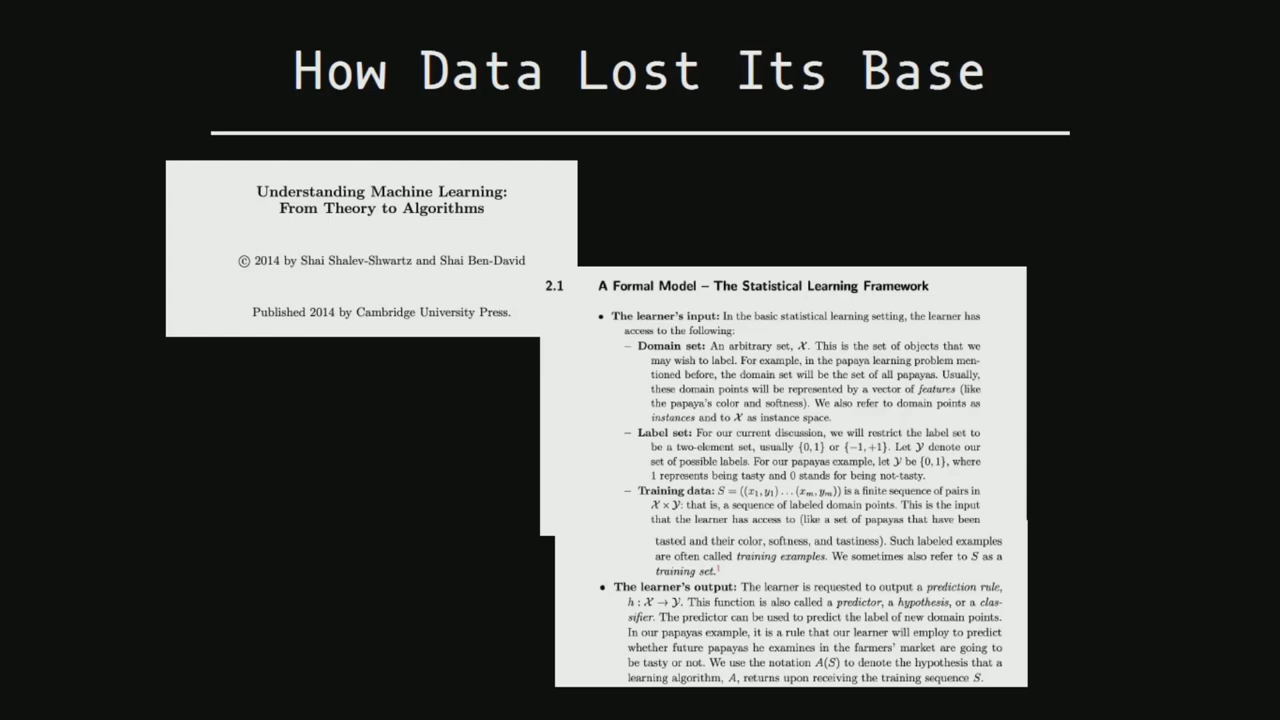 How Data Lost Its Base
Understanding Machine Learning:
From Theory to Algorithms
© 2014 by Shai Shalev-Shwartz and Shai Ben-David
Published 2014 by Cambridge University Press.
2.1 A Formal Model – The Statistical Learning Framework
• The learner's input: In the basic statistical learning setting, the learner has
access to the following:
– Domain set: An arbitrary set, 𝒳. This is the set of objects that we
may wish to label. For example, in the papaya learning problem men-
tioned before, the domain set will be the set of all papayas. Usually,
these domain points will be represented by a vector of features (like
the papaya's color and softness). We also refer to domain points as
instances and to 𝒳 as instance space.
– Label set: For our current discussion, we will restrict the label set to
be a two-element set, usually {0, 1} or {−1, +1}. Let 𝒴 denote our
set of possible labels. For our papayas example, let 𝒴 be {0, 1}, where
1 represents being tasty and 0 stands for being not-tasty.
– Training data: S = ((x₁, y₁) . . . (xₘ, yₘ)) is a finite sequence of pairs in
𝒳 × 𝒴: that is, a sequence of labeled domain points. This is the input
that the learner has access to (like a set of papayas that have been
tasted and their color, softness, and tastiness). Such labeled examples
are often called training examples. We sometimes also refer to S as a
training set.¹
• The learner's output: The learner is requested to output a prediction rule,
h : 𝒳 → 𝒴. This function is also called a predictor, a hypothesis, or a clas-
sifier. The predictor can be used to predict the label of new domain points.
In our papayas example, it is a rule that our learner will employ to predict
whether future papayas he examines in the farmers' market are going to
be tasty or not. We use the notation A(S) to denote the hypothesis that a
learning algorithm, A, returns upon receiving the training sequence S.